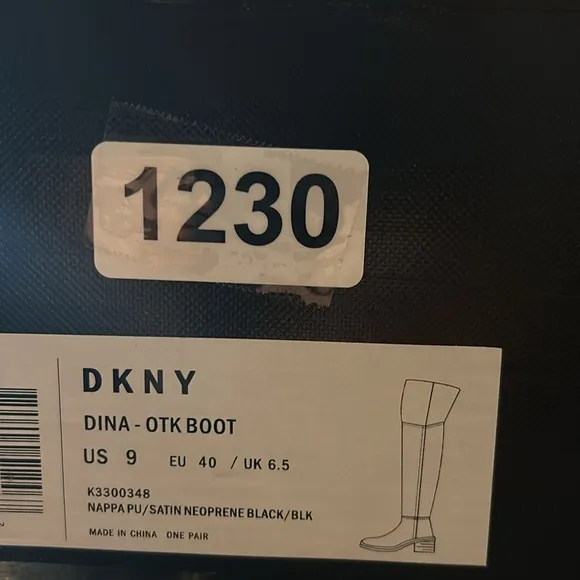 1230
DKNY
DINA - OTK BOOT
US 9 EU 40 / UK 6.5
K3300348
NAPPA PU/SATIN NEOPRENE BLACK/BLK
MADE IN CHINA ONE PAIR